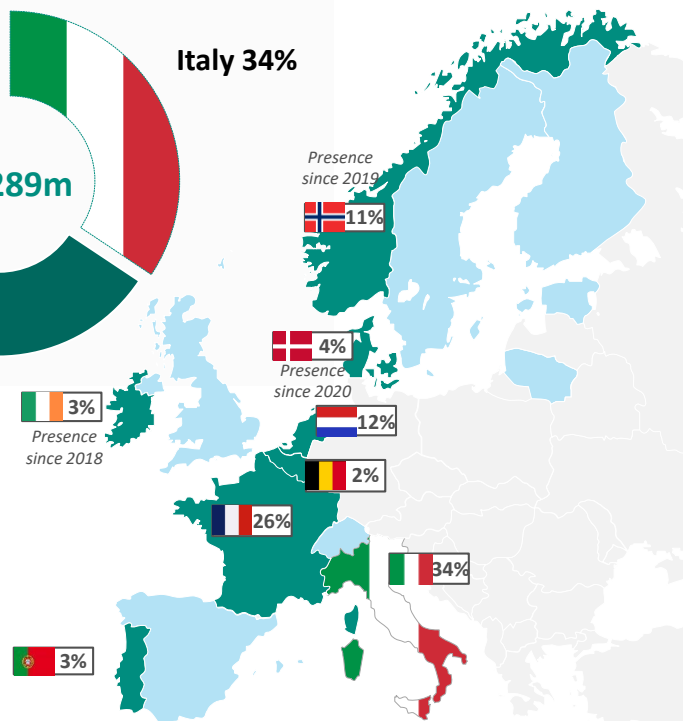 Italy 34%
289m
Presence
since 2019
11%
4%
Presence
since 2020
3%
Presence
since 2018
12%
2%
26%
34%
3%